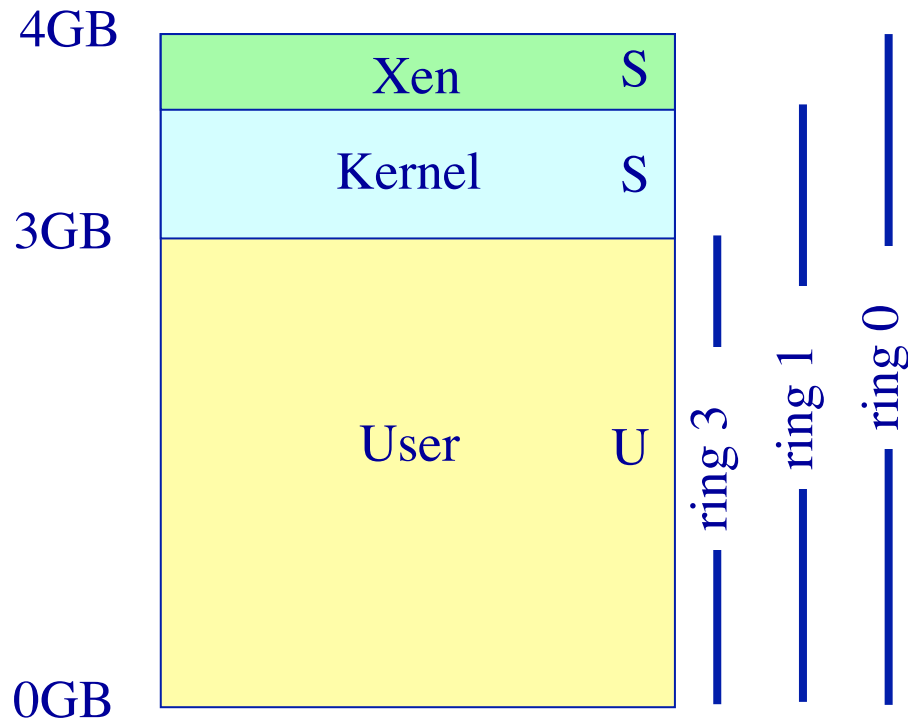 4GB
Xen S
Kernel S
3GB
User U
ring 3
ring 1
ring 0
0GB